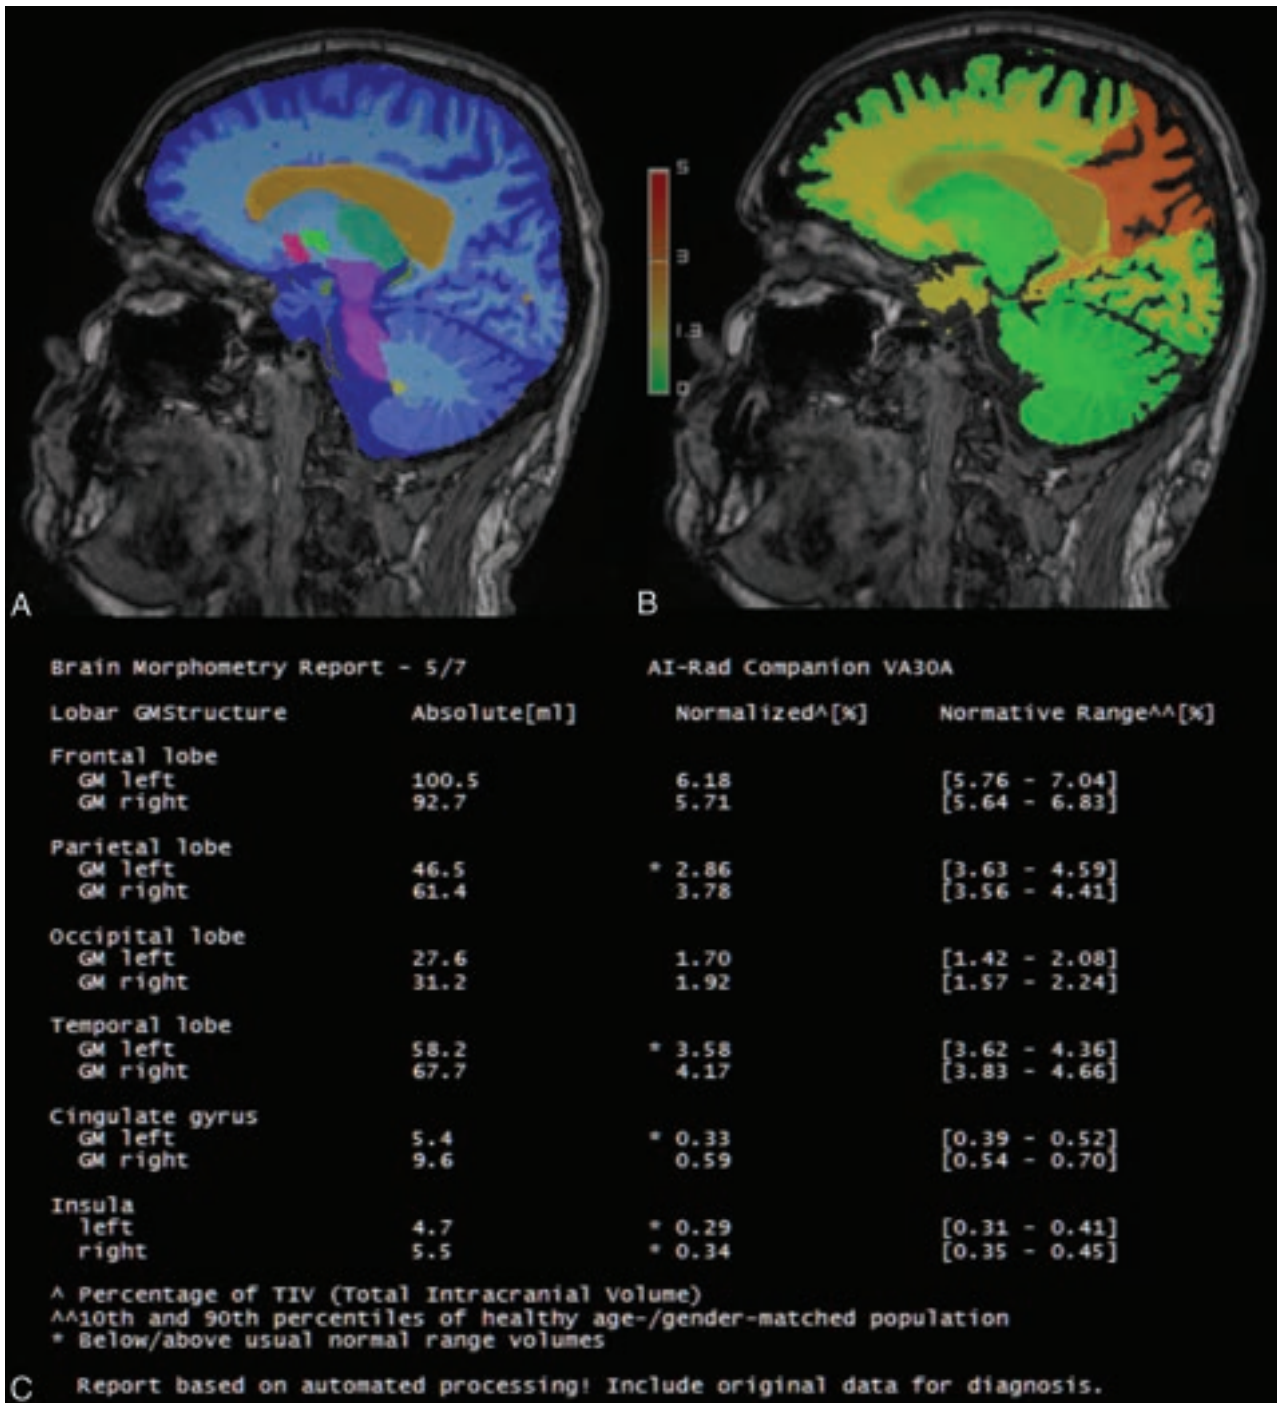 5
3
1.3
0
A
B
Brain Morphometry Report - 5/7 AI-Rad Companion VA30A
Lobar GMStructure Absolute[ml] Normalized^[%] Normative Range^^[%]
Frontal lobe
GM left 100.5 6.18 [5.76 - 7.04]
GM right 92.7 5.71 [5.64 - 6.83]
Parietal lobe
GM left 46.5 * 2.86 [3.63 - 4.59]
GM right 61.4 3.78 [3.56 - 4.41]
Occipital lobe
GM left 27.6 1.70 [1.42 - 2.08]
GM right 31.2 1.92 [1.57 - 2.24]
Temporal lobe
GM left 58.2 * 3.58 [3.62 - 4.36]
GM right 67.7 4.17 [3.83 - 4.66]
Cingulate gyrus
GM left 5.4 * 0.33 [0.39 - 0.52]
GM right 9.6 0.59 [0.54 - 0.70]
Insula
left 4.7 * 0.29 [0.31 - 0.41]
right 5.5 * 0.34 [0.35 - 0.45]
^ Percentage of TIV (Total Intracranial Volume)
^^10th and 90th percentiles of healthy age-/gender-matched population
* Below/above usual normal range volumes
C Report based on automated processing! Include original data for diagnosis.